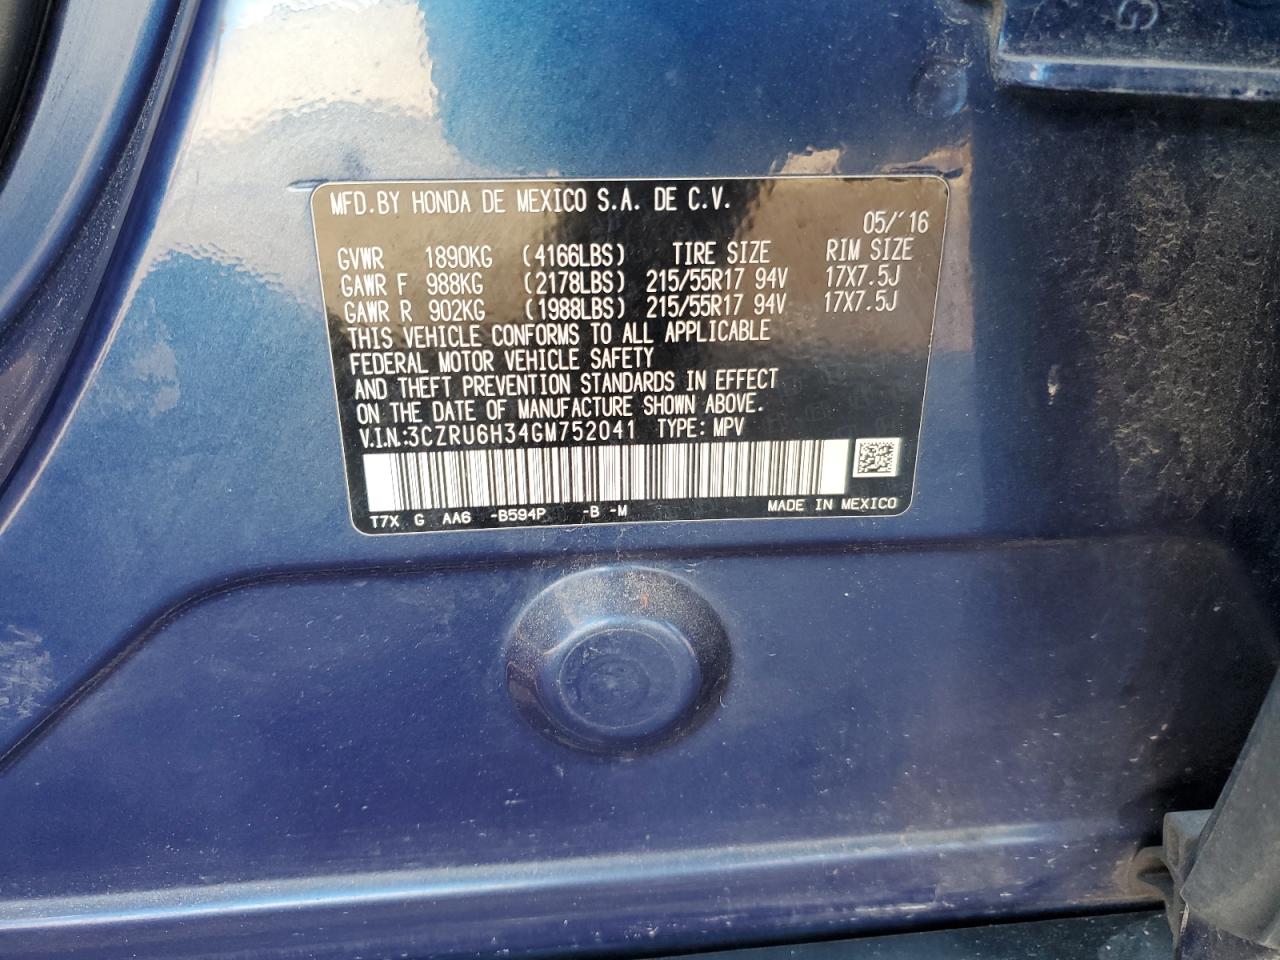 MFD.BY HONDA DE MEXICO S.A. DE C.V.
05/'16
GVWR 1890KG (4166LBS) TIRE SIZE RIM SIZE
GAWR F 988KG (2178LBS) 215/55R17 94V 17X7.5J
GAWR R 902KG (1988LBS) 215/55R17 94V 17X7.5J
THIS VEHICLE CONFORMS TO ALL APPLICABLE
FEDERAL MOTOR VEHICLE SAFETY
AND THEFT PREVENTION STANDARDS IN EFFECT
ON THE DATE OF MANUFACTURE SHOWN ABOVE.
V.I.N.:3CZRU6H34GM752041 TYPE: MPV
T7X G AA6 -B594P -B -M MADE IN MEXICO